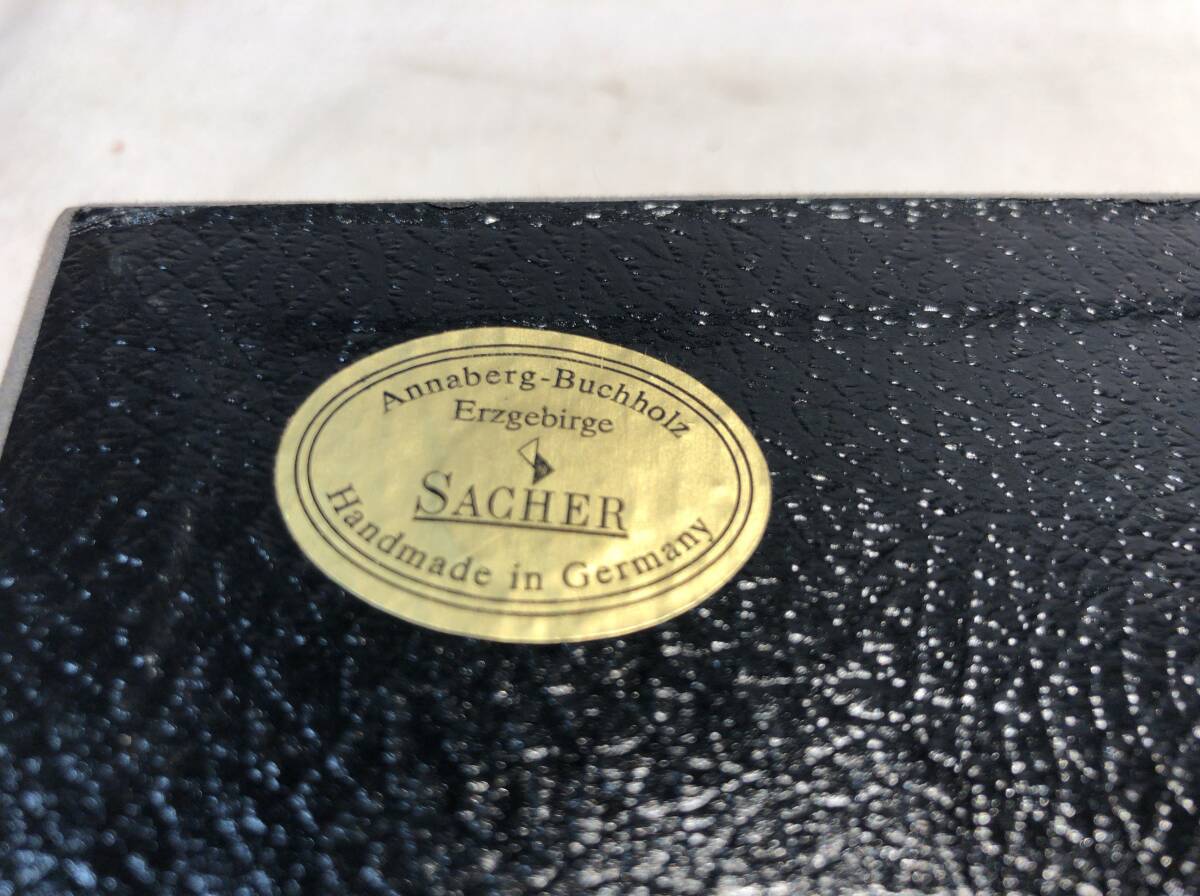 Annaberg-Buchholz
Erzgebirge
SACHER
Handmade in Germany